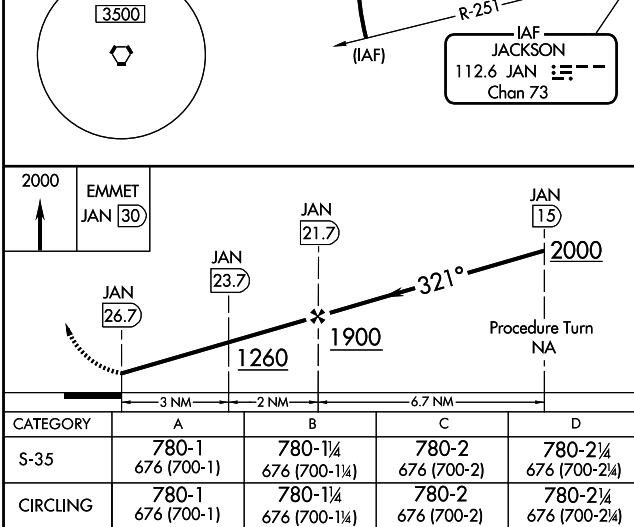 3500
R-251
(IAF)
IAF
JACKSON
112.6 JAN
Chan 73
2000
EMMET
JAN 30
JAN
15
JAN
21.7
JAN
23.7
JAN
26.7
2000
321°
1900
1260
Procedure Turn
NA
3 NM
2 NM
6.7 NM
CATEGORY A B C D
S-35 780-1 780-1¼ 780-2 780-2¼
676 (700-1) 676 (700-1¼) 676 (700-2) 676 (700-2¼)
CIRCLING 780-1 780-1¼ 780-2 780-2¼
676 (700-1) 676 (700-1¼) 676 (700-2) 676 (700-2¼)